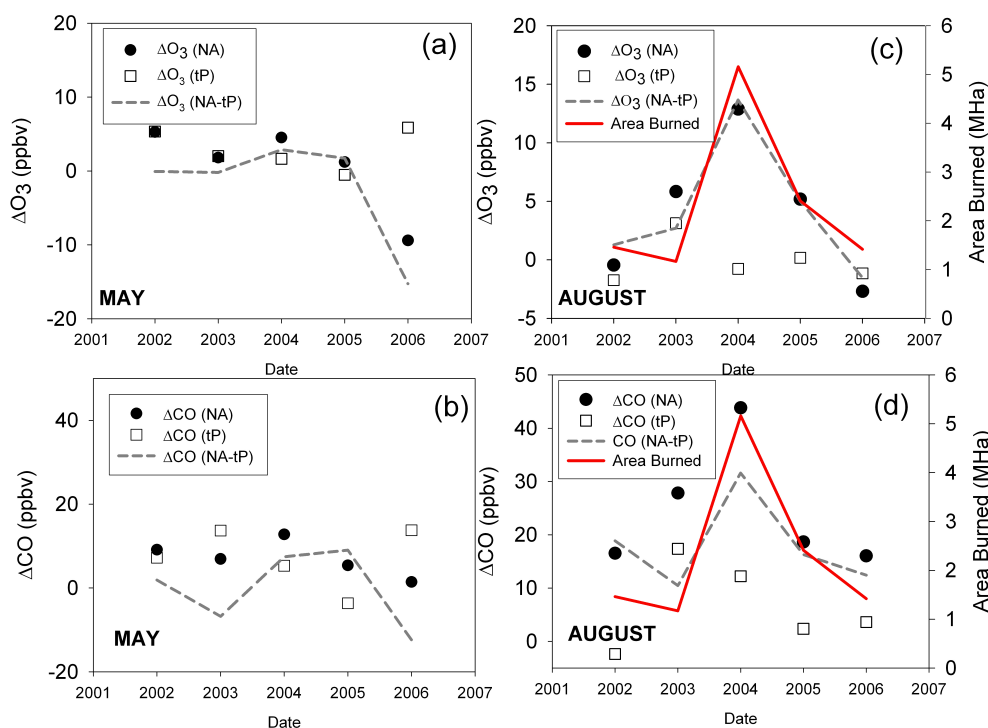 20
10
0
-10
-20
ΔO3 (ppbv)
(a)
ΔO3 (NA)
ΔO3 (tP)
ΔO3 (NA-tP)
MAY
2001 2002 2003 2004 2005 2006 2007
Date
20
15
10
5
0
-5
ΔO3 (ppbv)
(c)
ΔO3 (NA)
ΔO3 (tP)
ΔO3 (NA-tP)
Area Burned
AUGUST
6
5
4
3
2
1
0
Area Burned (MHa)
2001 2002 2003 2004 2005 2006 2007
Date
40
20
0
-20
ΔCO (ppbv)
(b)
ΔCO (NA)
ΔCO (tP)
ΔCO (NA-tP)
MAY
2001 2002 2003 2004 2005 2006 2007
Date
50
40
30
20
10
0
ΔCO (ppbv)
(d)
ΔCO (NA)
ΔCO (tP)
CO (NA-tP)
Area Burned
AUGUST
6
5
4
3
2
1
0
Area Burned (MHa)
2001 2002 2003 2004 2005 2006 2007
Date